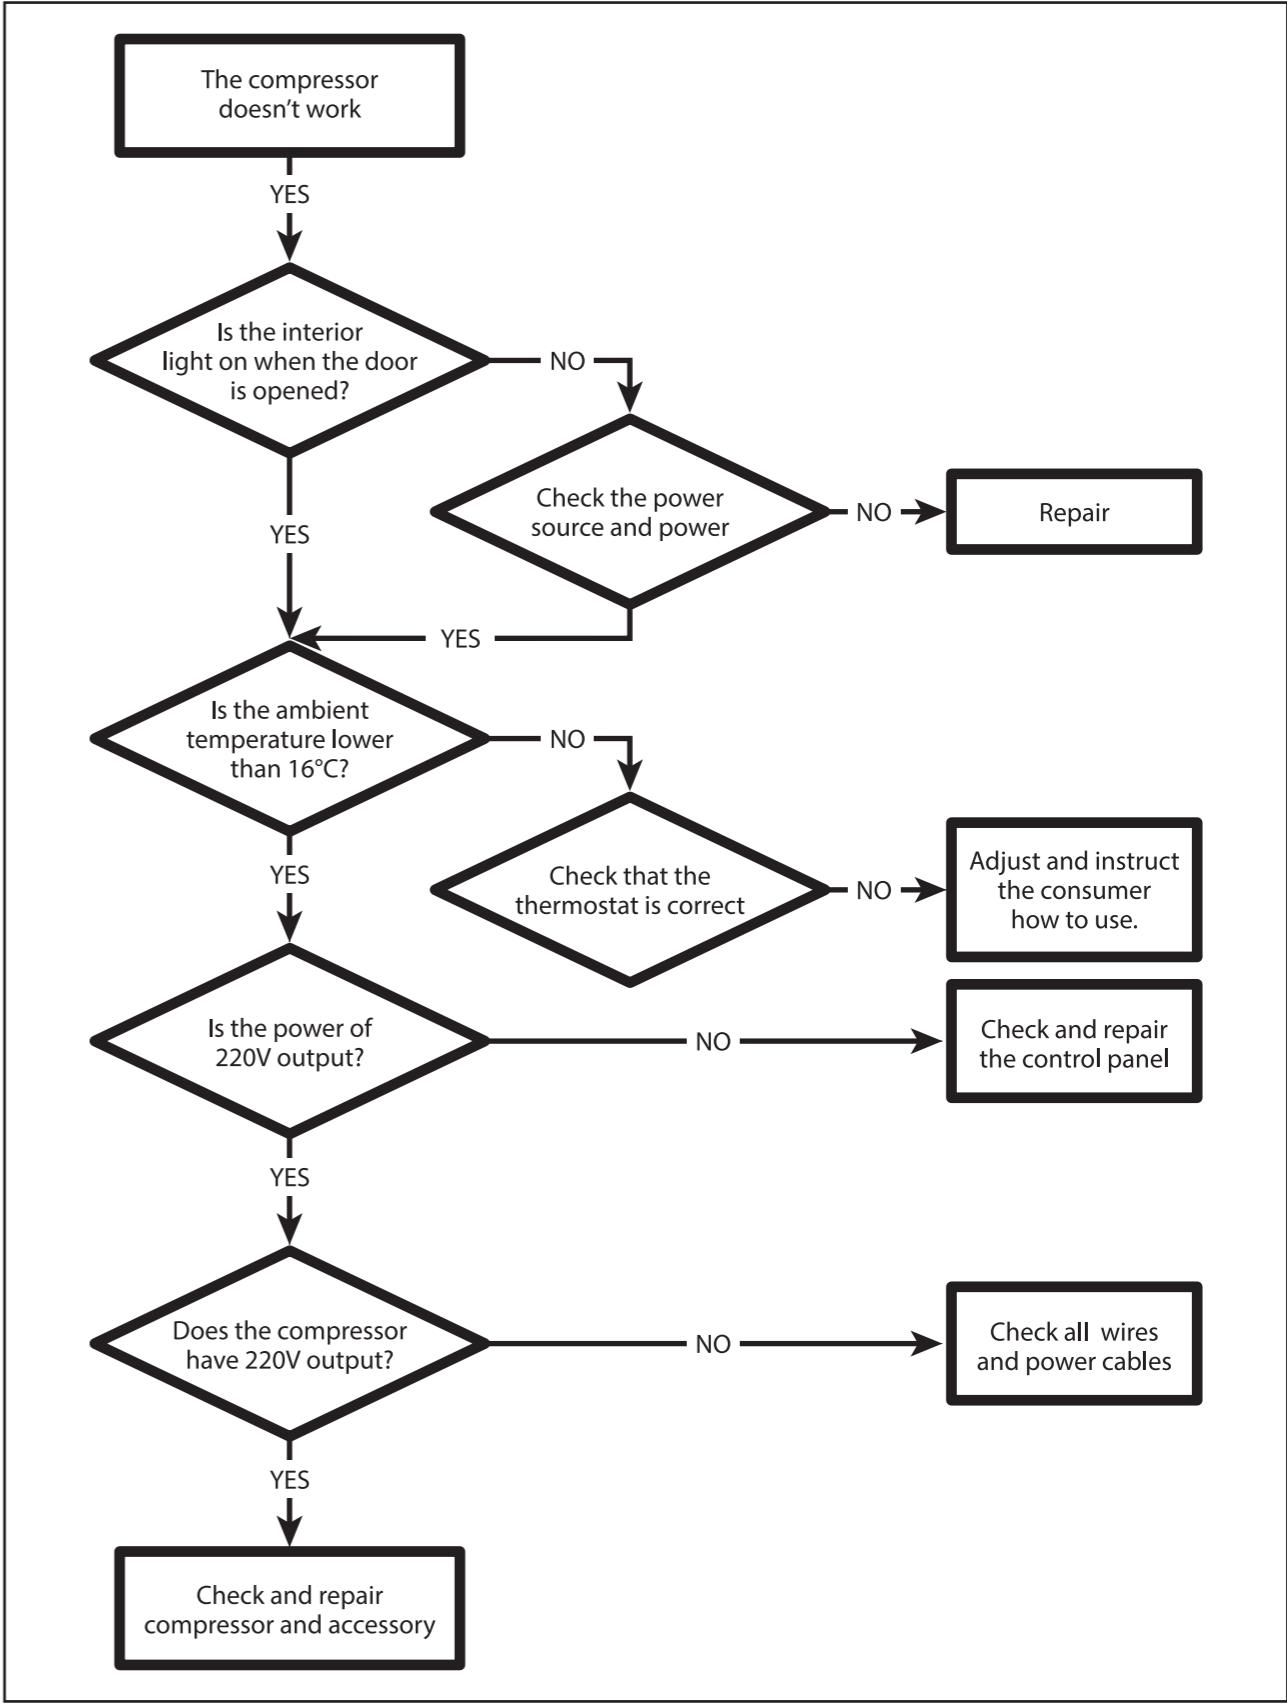 The compressor
doesn't work
YES
Is the interior
light on when the door
is opened?
NO
Check the power
source and power
NO
Repair
YES
YES
Is the ambient
temperature lower
than 16°C?
NO
Check that the
thermostat is correct
NO
Adjust and instruct
the consumer
how to use.
YES
Is the power of
220V output?
NO
Check and repair
the control panel
YES
Does the compressor
have 220V output?
NO
Check all wires
and power cables
YES
Check and repair
compressor and accessory